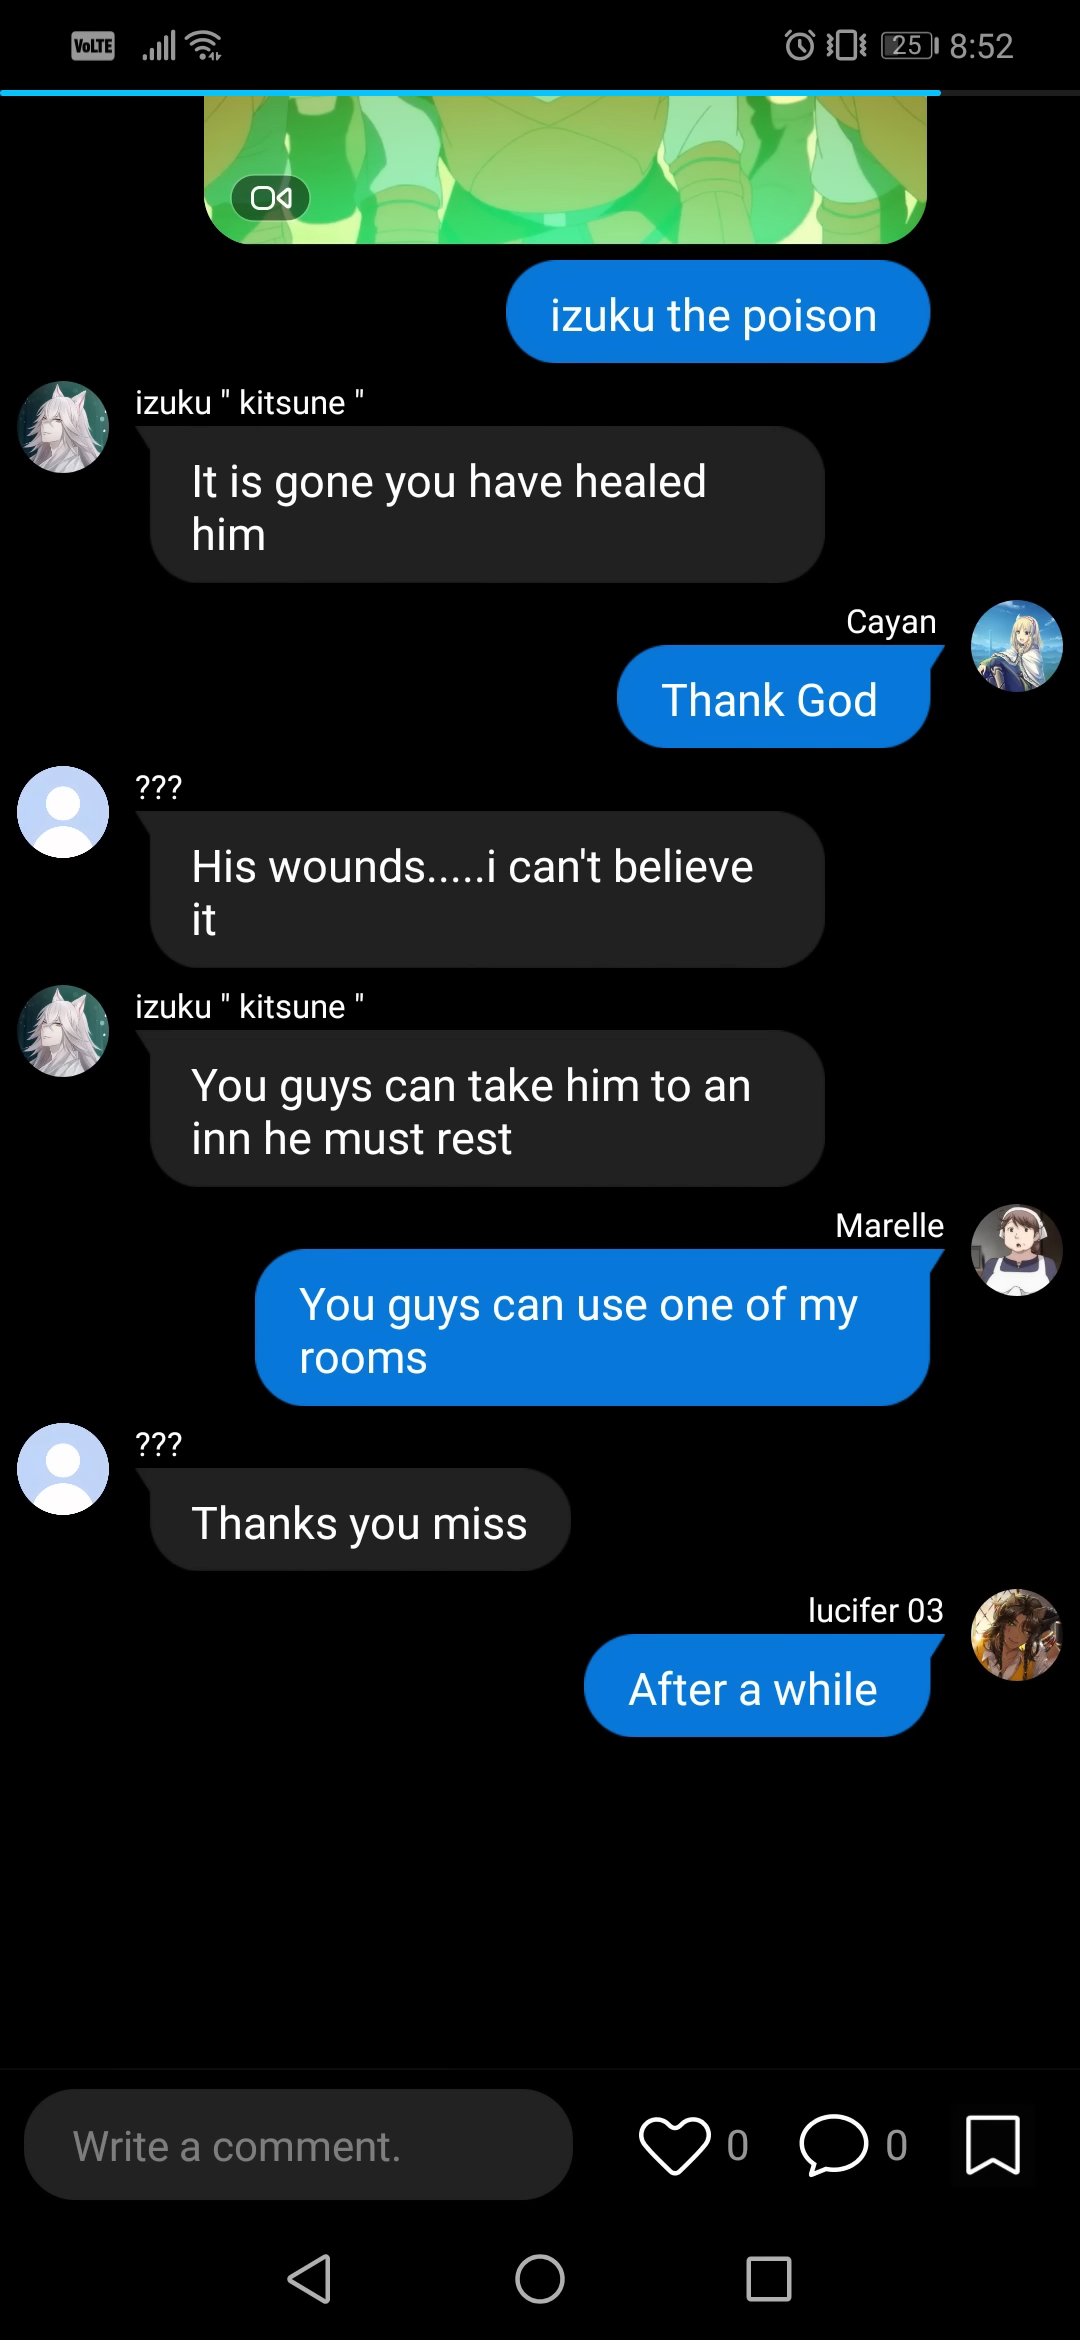 VoLTE 25 8:52
izuku the poison
izuku " kitsune "
It is gone you have healed
him
Cayan
Thank God
???
His wounds.....i can't believe
it
izuku " kitsune "
You guys can take him to an
inn he must rest
Marelle
You guys can use one of my
rooms
???
Thanks you miss
lucifer 03
After a while
Write a comment. 0 0